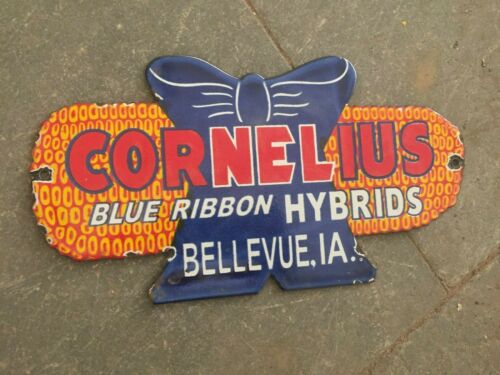 CORNELIUS
BLUE RIBBON HYBRIDS
BELLEVUE, IA.